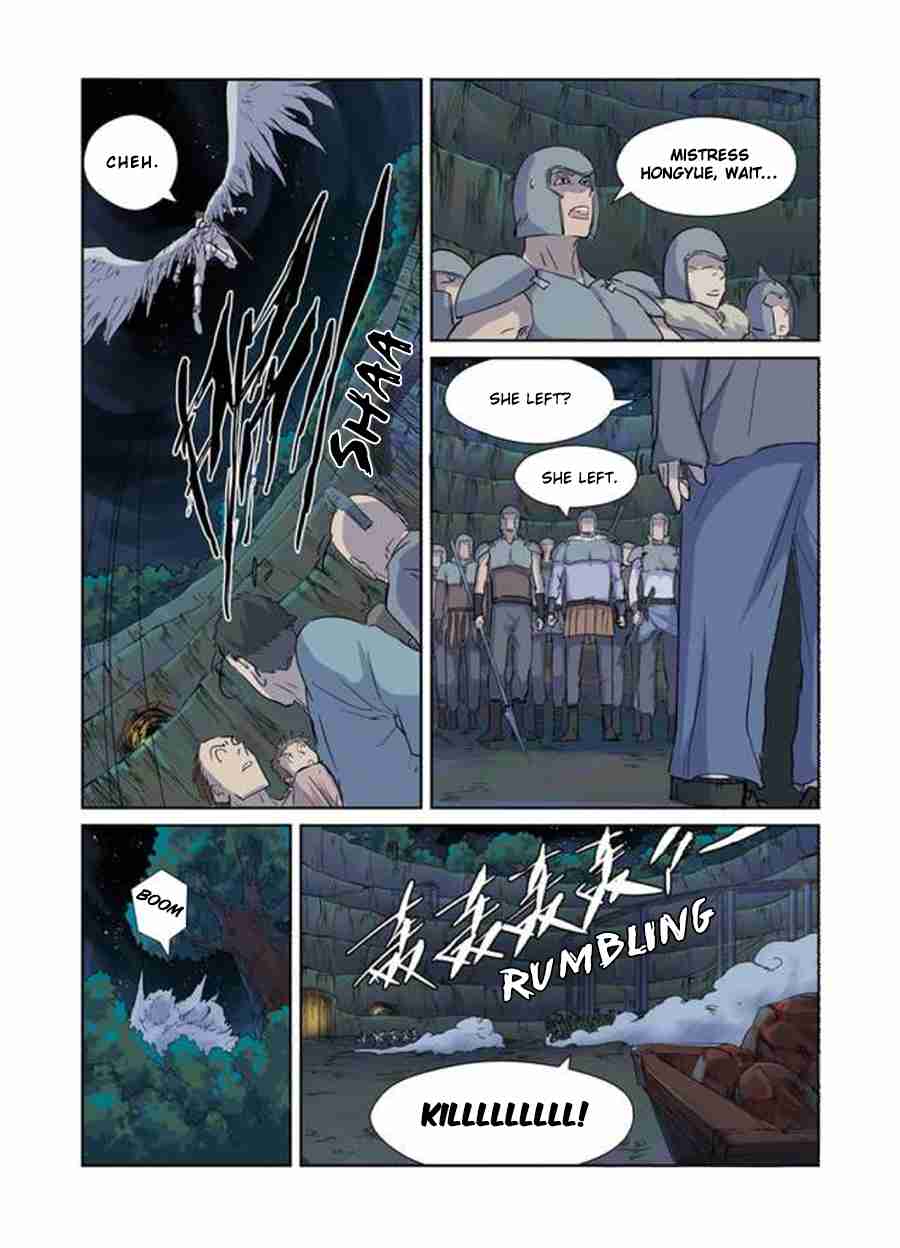 CHEH.
SHAA
MISTRESS
HONGYUE, WAIT...
SHE LEFT?
SHE LEFT.
BOOM
轰轰轰轰!!
RUMBLING
KILLLLLLLLL!